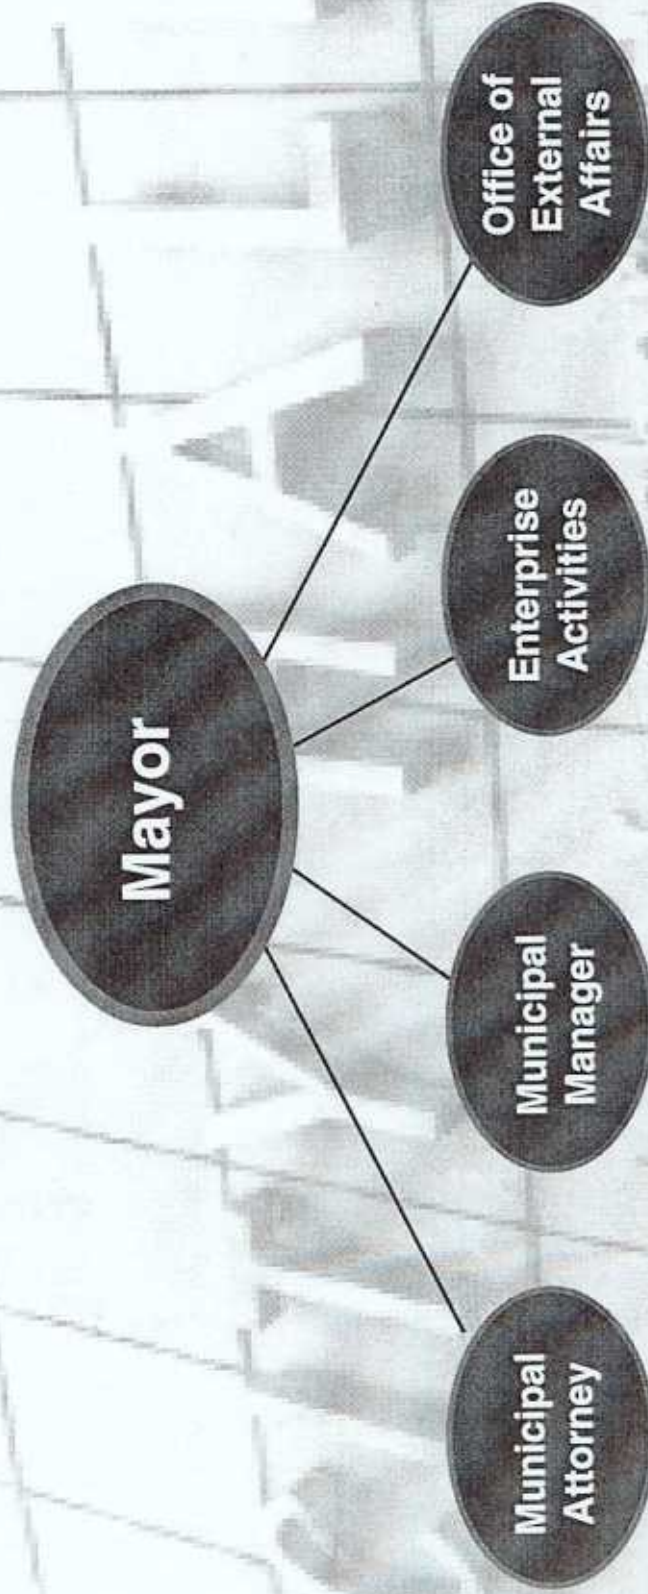 Mayor
Municipal
Attorney
Municipal
Manager
Enterprise
Activities
Office of
External
Affairs